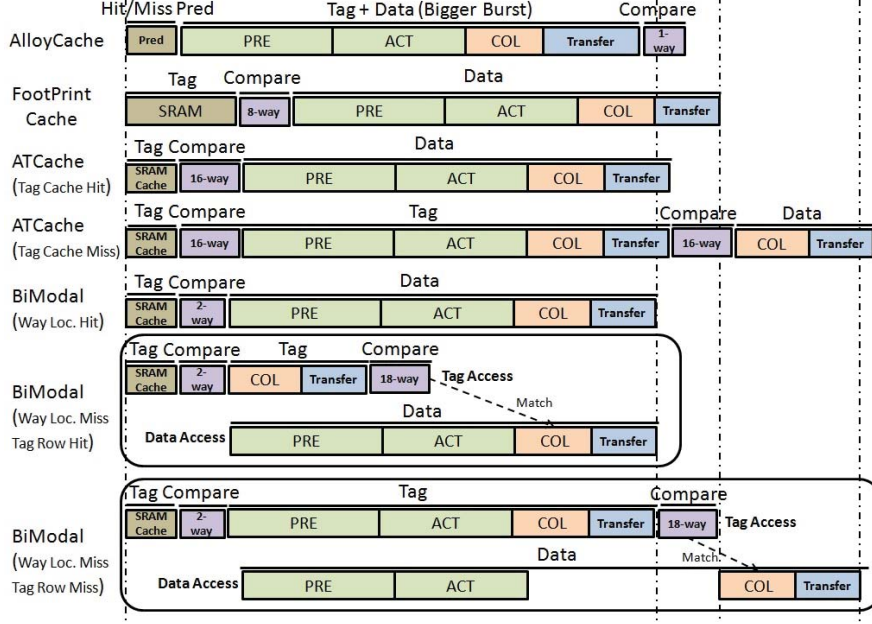 Hit/Miss Pred Tag + Data (Bigger Burst) Compare
AlloyCache Pred PRE ACT COL Transfer 1-way
Tag Compare Data
FootPrint Cache SRAM 8-way PRE ACT COL Transfer
Tag Compare Data
ATCache (Tag Cache Hit) SRAM Cache 16-way PRE ACT COL Transfer
Tag Compare Tag Compare Data
ATCache (Tag Cache Miss) SRAM Cache 16-way PRE ACT COL Transfer 16-way COL Transfer
Tag Compare Data
BiModal (Way Loc. Hit) SRAM Cache 2-way PRE ACT COL Transfer
Tag Compare Tag Compare
SRAM Cache 2-way COL Transfer 18-way Tag Access
BiModal (Way Loc. Miss Tag Row Hit)
Match
Data
Data Access PRE ACT COL Transfer
Tag Compare Tag Compare
SRAM Cache 2-way PRE ACT COL Transfer 18-way Tag Access
BiModal (Way Loc. Miss Tag Row Miss)
Data Match
Data Access PRE ACT COL Transfer